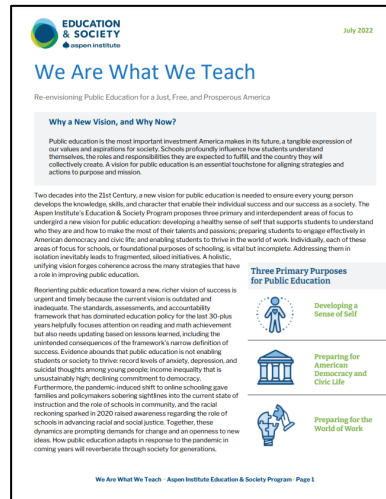 EDUCATION
& SOCIETY
aspen institute
July 2022
We Are What We Teach
Re-envisioning Public Education for a Just, Free, and Prosperous America
Why a New Vision, and Why Now?
Public education is the most important investment America makes in its future, a tangible expression of
our values and aspirations for society. Schools profoundly influence how students understand
themselves, the roles and responsibilities they are expected to fulfill, and the country they will
collectively create. A vision for public education is an essential touchstone for aligning strategies and
actions to purpose and mission.
Two decades into the 21st Century, a new vision for public education is needed to ensure every young person
develops the knowledge, skills, and character that enable their individual success and our success as a society. The
Aspen Institute's Education & Society Program proposes three primary and interdependent areas of focus to
undergird a new vision for public education: developing a healthy sense of self that supports students to understand
who they are and how to make the most of their talents and passions; preparing students to engage effectively in
American democracy and civic life; and enabling students to thrive in the world of work. Individually, each of these
areas of focus for schools, or foundational purposes of schooling, is vital but incomplete. Addressing them in
isolation inevitably leads to fragmented, siloed initiatives. A holistic,
unifying vision forges coherence across the many strategies that have
a role in improving public education.
Reorienting public education toward a new, richer vision of success is
urgent and timely because the current vision is outdated and
inadequate. The standards, assessments, and accountability
framework that has dominated education policy for the last 30-plus
years helpfully focuses attention on reading and math achievement
but also needs updating based on lessons learned, including the
unintended consequences of the framework's narrow definition of
success. Evidence abounds that public education is not enabling
students or society to thrive: record levels of anxiety, depression, and
suicidal thoughts among young people; income inequality that is
unsustainably high; declining commitment to democracy.
Furthermore, the pandemic-induced shift to online schooling gave
families and policymakers sobering sightlines into the current state of
instruction and the role of schools in community, and the racial
reckoning sparked in 2020 raised awareness regarding the role of
schools in advancing racial and social justice. Together, these
dynamics are prompting demands for change and an openness to new
ideas. How public education adapts in response to the pandemic in
coming years will reverberate through society for generations.
Three Primary Purposes
for Public Education
Developing a
Sense of Self
Preparing for
American
Democracy and
Civic Life
Preparing for the
World of Work
We Are What We Teach - Aspen Institute Education & Society Program - Page 1